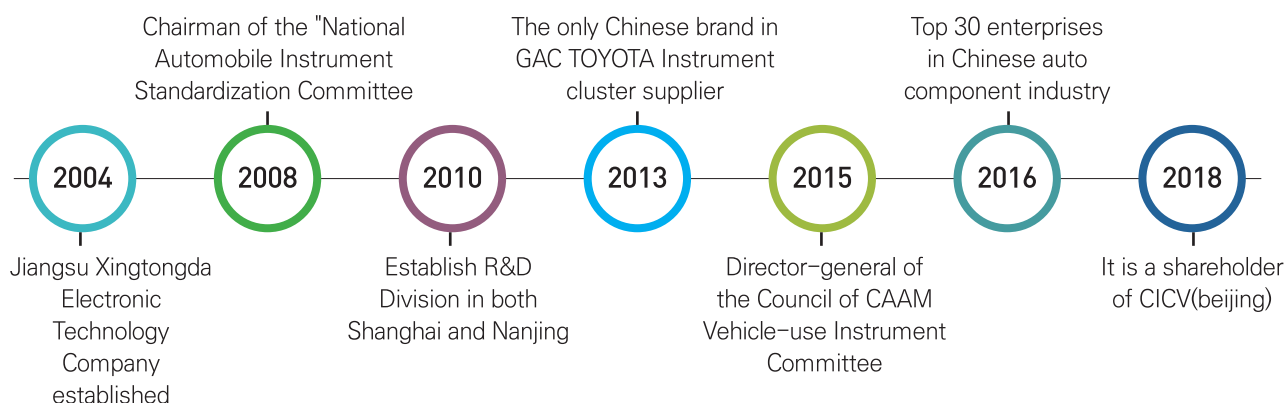 Chairman of the "National
Automobile Instrument
Standardization Committee
The only Chinese brand in
GAC TOYOTA Instrument
cluster supplier
Top 30 enterprises
in Chinese auto
component industry
2004
2008
2010
2013
2015
2016
2018
Jiangsu Xingtongda
Electronic
Technology
Company
established
Establish R&D
Division in both
Shanghai and Nanjing
Director-general of
the Council of CAAM
Vehicle-use Instrument
Committee
It is a shareholder
of CICV(beijing)